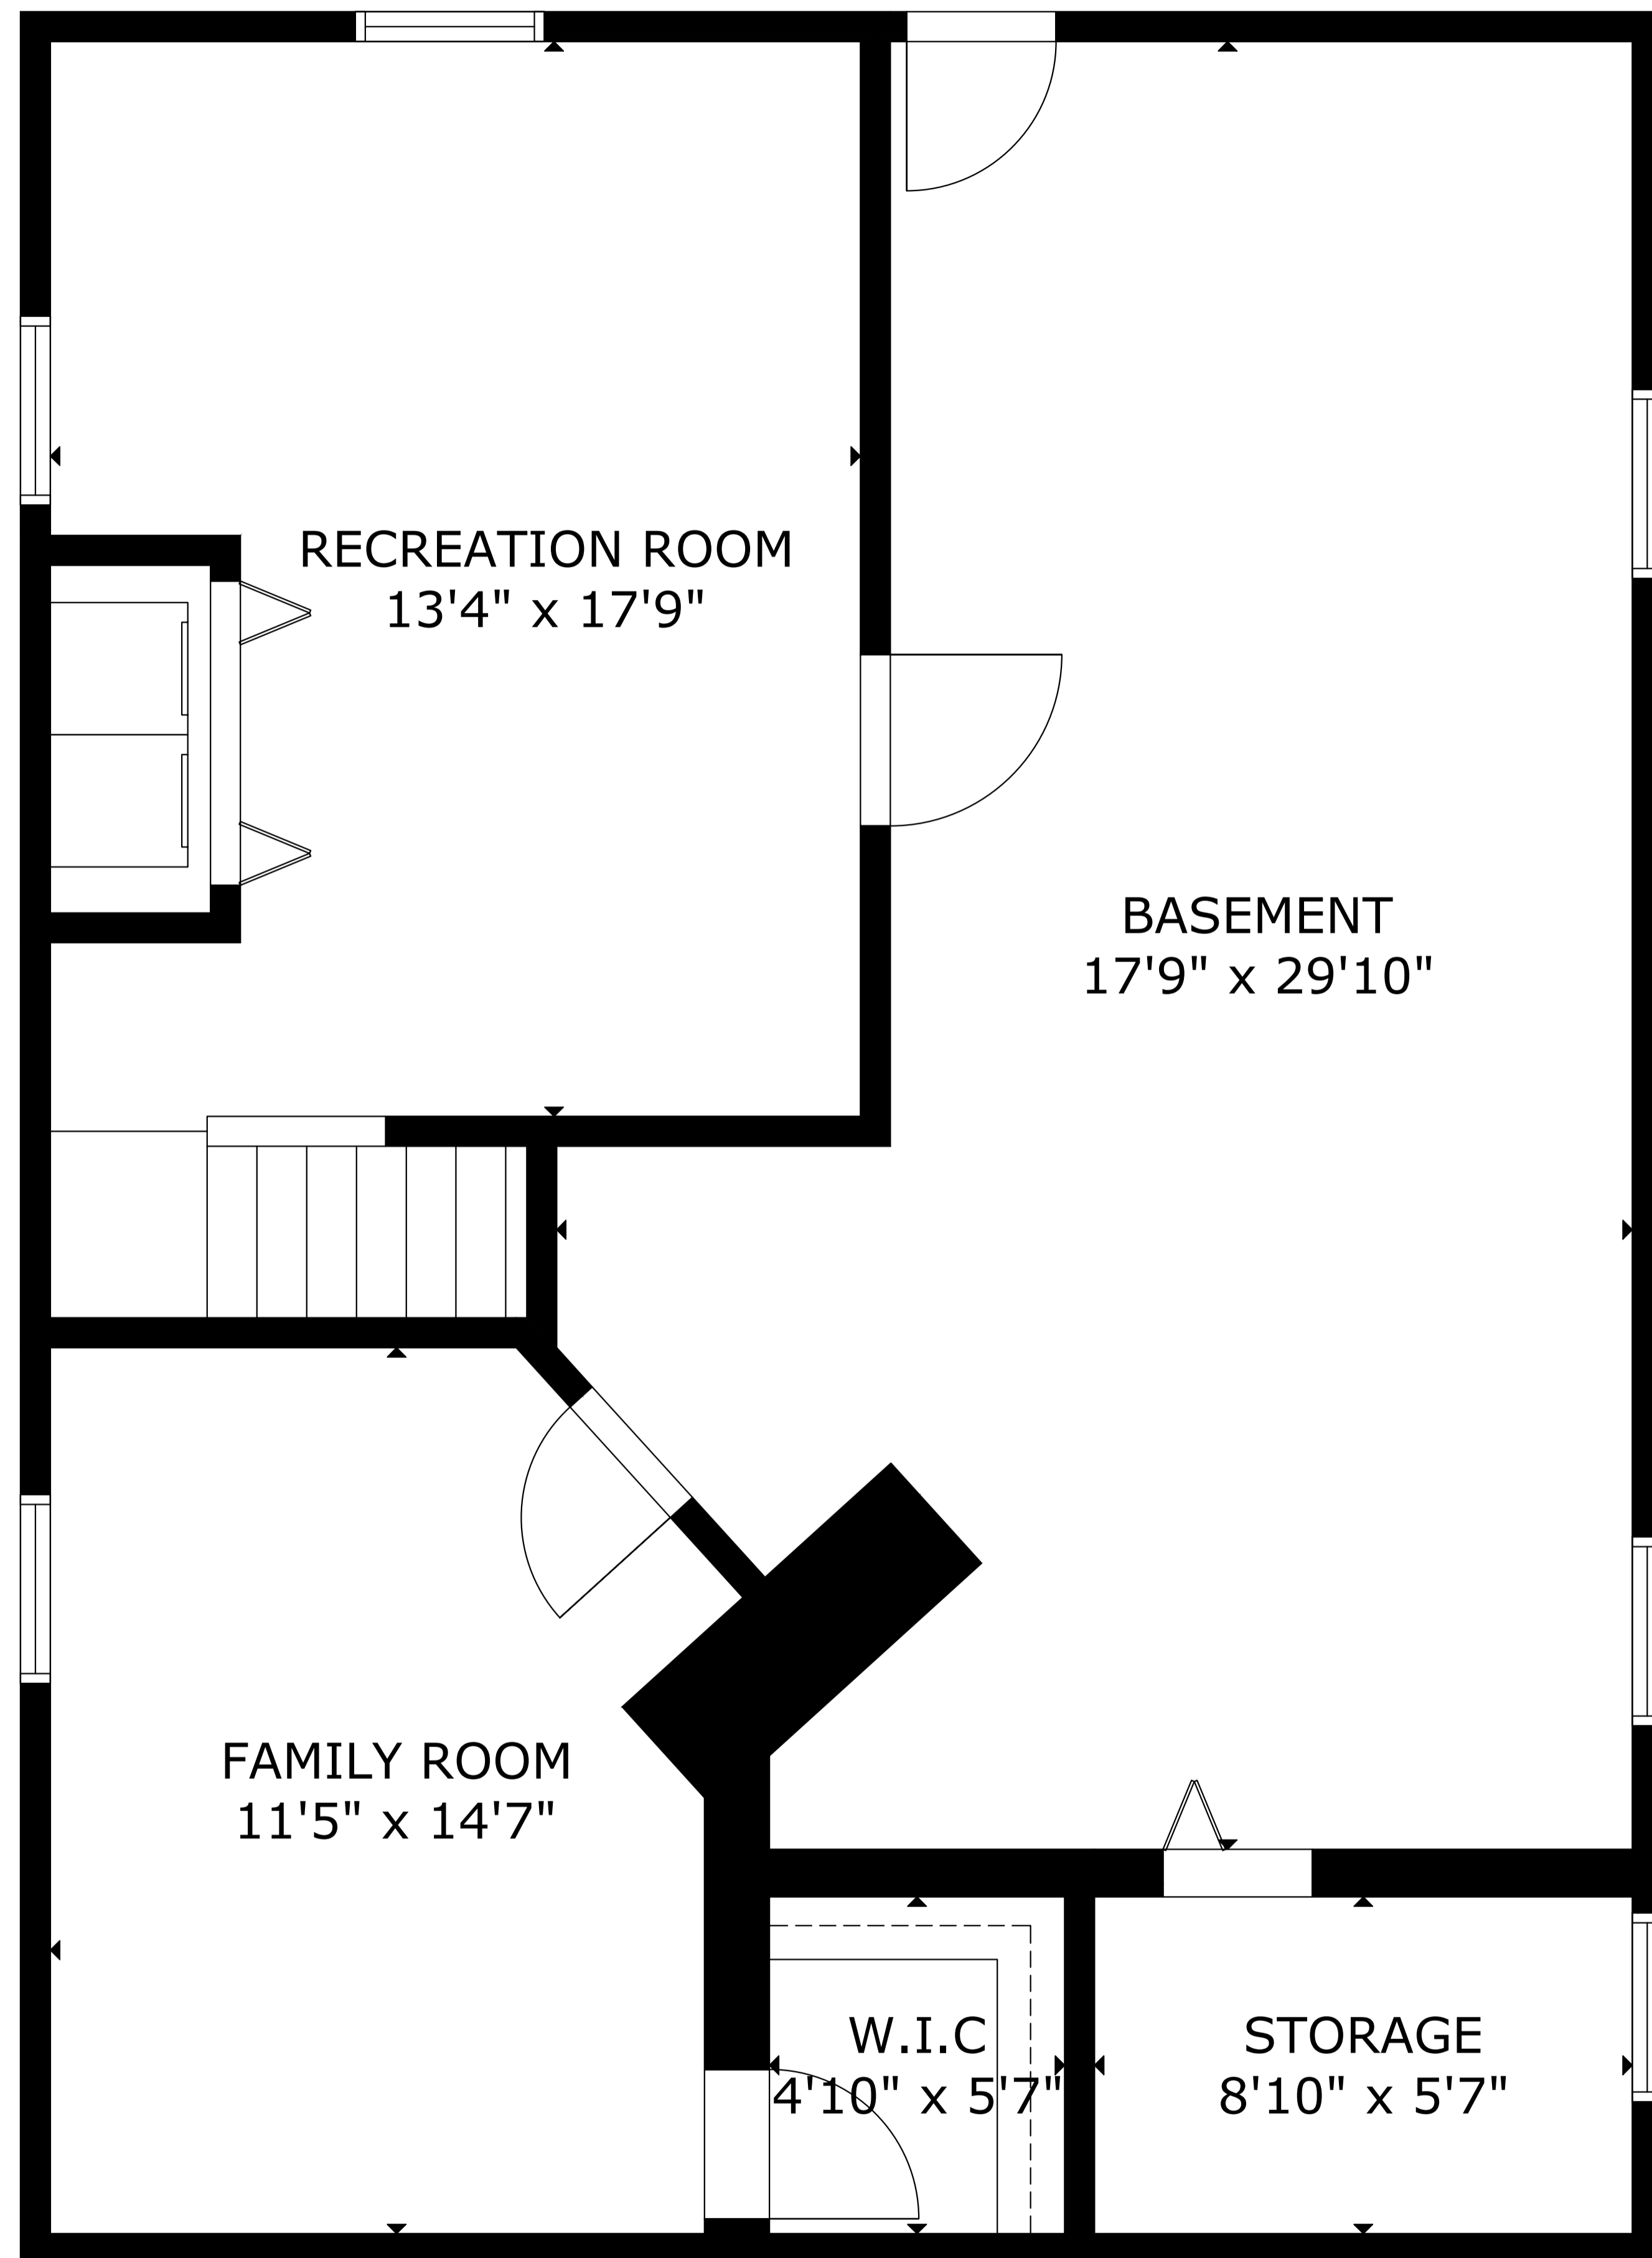 RECREATION ROOM
13'4" x 17'9"
BASEMENT
17'9" x 29'10"
FAMILY ROOM
11'5" x 14'7"
W.I.C
4'10" x 5'7"
STORAGE
8'10" x 5'7"